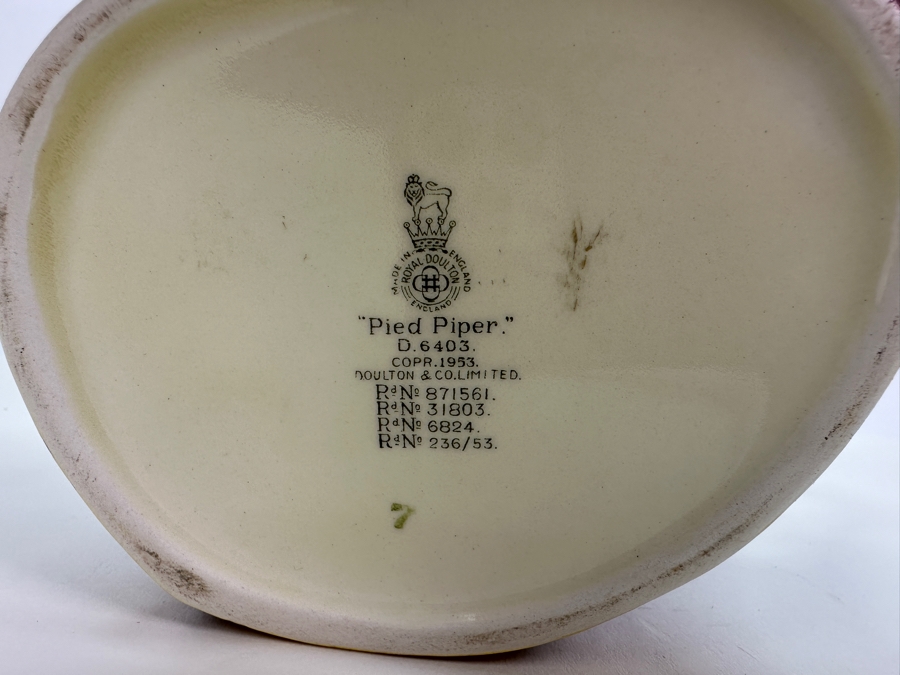 MADE IN ENGLAND
ROYAL DOULTON
ENGLAND
"Pied Piper."
D.6403.
COPR.1953.
DOULTON & CO.LIMITED.
Rᵈ Nº 871561.
Rᵈ Nº 31803.
Rᵈ Nº 6824.
Rᵈ Nº 236/53.
7